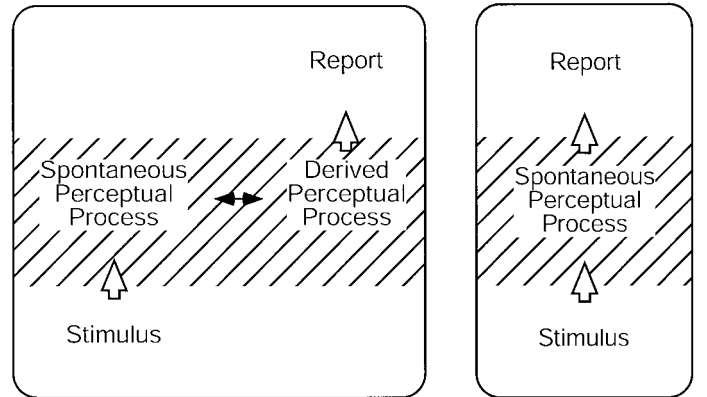 Report
Spontaneous
Perceptual
Process
Derived
Perceptual
Process
Stimulus
Report
Spontaneous
Perceptual
Process
Stimulus